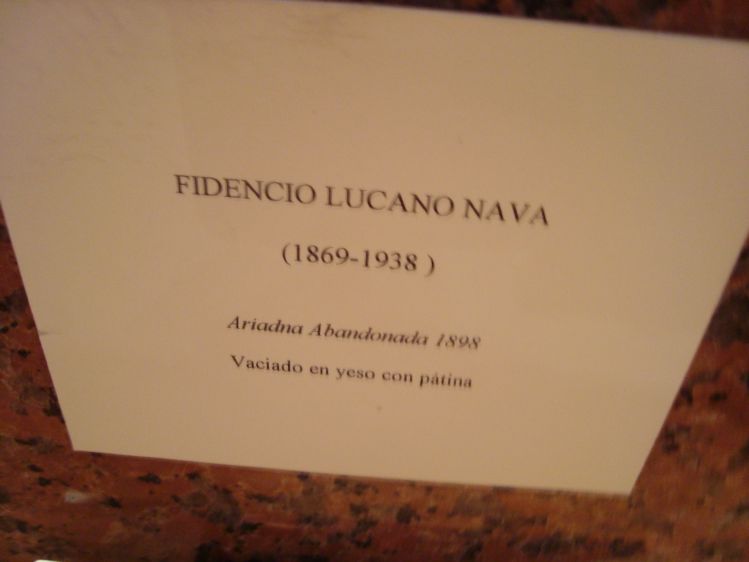 FIDENCIO LUCANO NAVA
(1869-1938 )
Ariadna Abandonada 1898
Vaciado en yeso con pátina